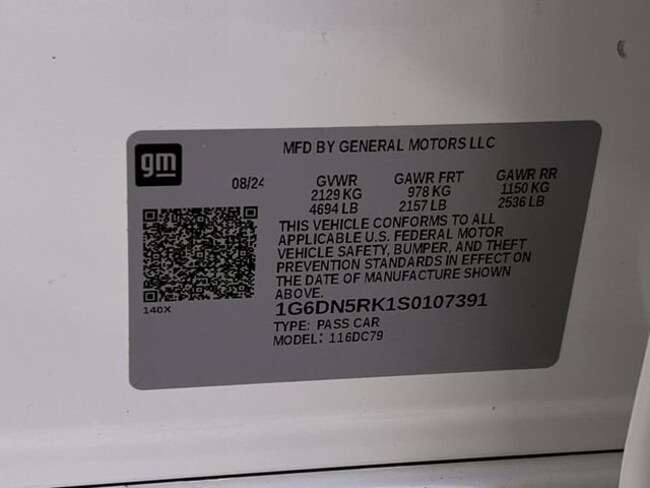 gm
MFD BY GENERAL MOTORS LLC
08/24
GVWR GAWR FRT GAWR RR
2129 KG 978 KG 1150 KG
4694 LB 2157 LB 2536 LB
THIS VEHICLE CONFORMS TO ALL
APPLICABLE U.S. FEDERAL MOTOR
VEHICLE SAFETY, BUMPER, AND THEFT
PREVENTION STANDARDS IN EFFECT ON
THE DATE OF MANUFACTURE SHOWN
ABOVE.
140X
1G6DN5RK1S0107391
TYPE: PASS CAR
MODEL: 116DC79